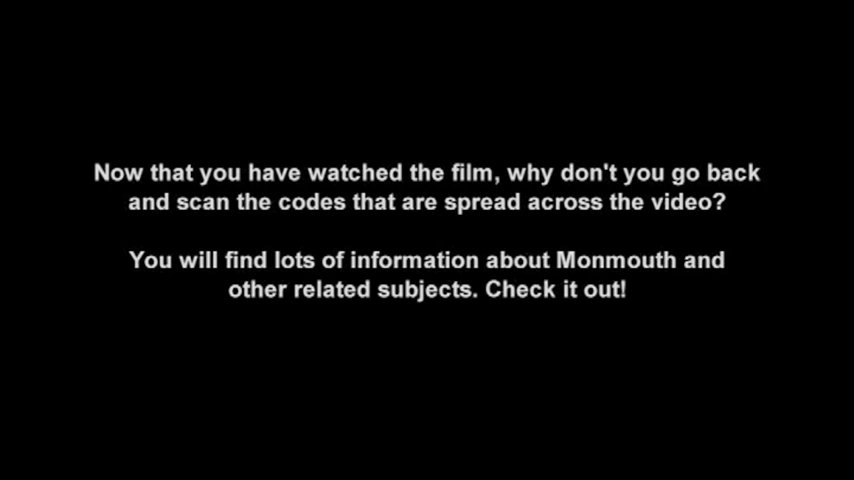 Now that you have watched the film, why don't you go back
and scan the codes that are spread across the video?
You will find lots of information about Monmouth and
other related subjects. Check it out!